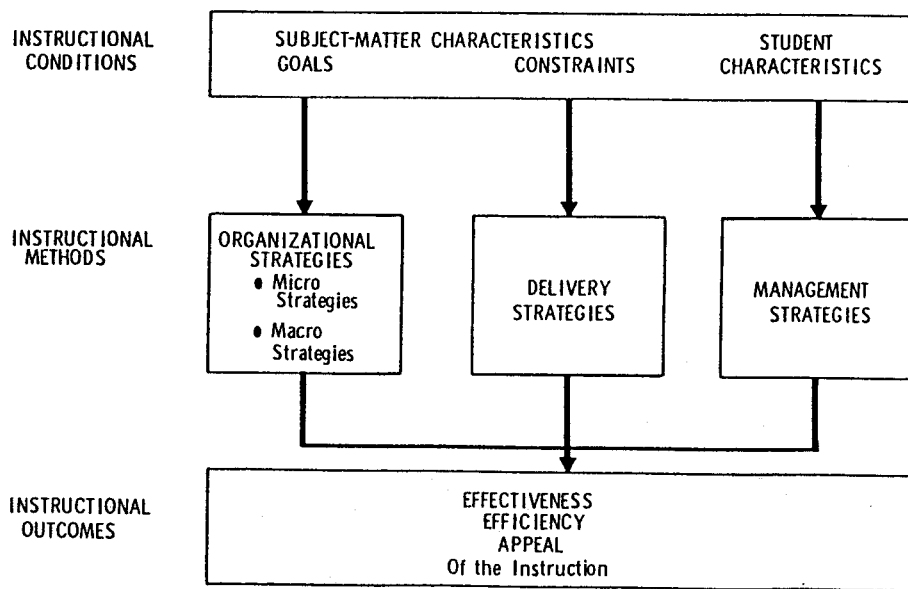 INSTRUCTIONAL
CONDITIONS
SUBJECT-MATTER CHARACTERISTICS
GOALS
CONSTRAINTS
STUDENT
CHARACTERISTICS
INSTRUCTIONAL
METHODS
ORGANIZATIONAL
STRATEGIES
• Micro
Strategies
• Macro
Strategies
DELIVERY
STRATEGIES
MANAGEMENT
STRATEGIES
INSTRUCTIONAL
OUTCOMES
EFFECTIVENESS
EFFICIENCY
APPEAL
Of the Instruction